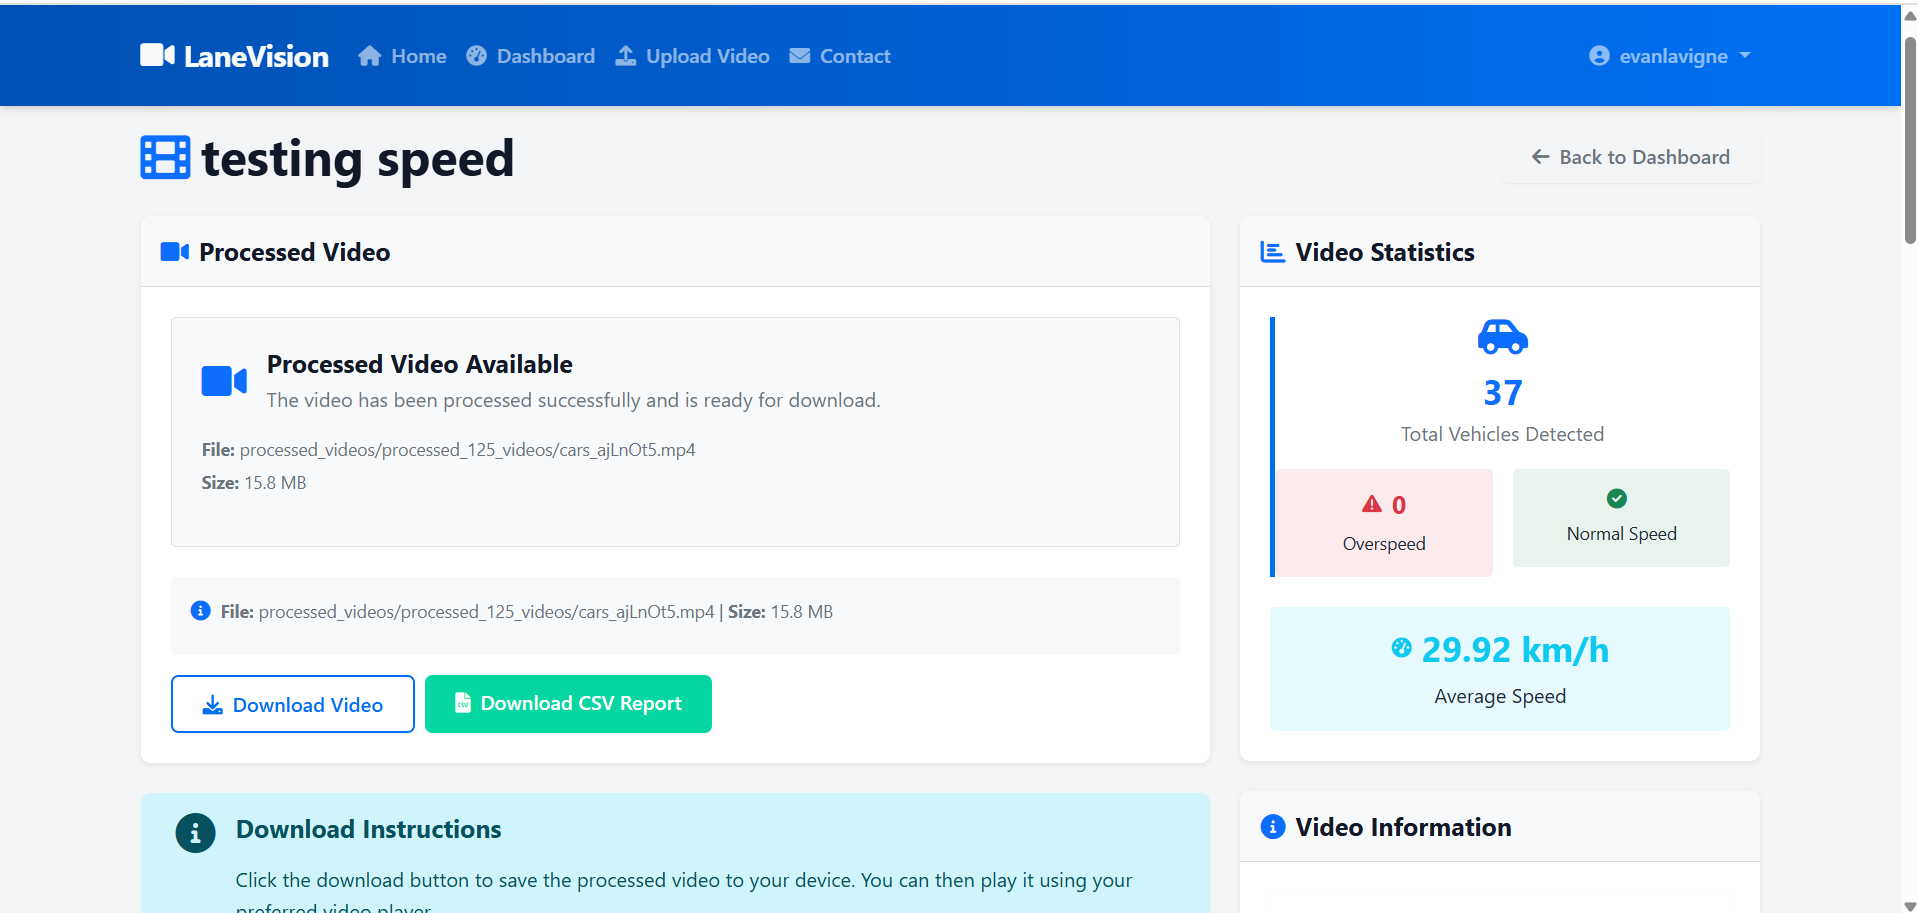 LaneVision Home Dashboard Upload Video Contact evanlavigne
testing speed
Back to Dashboard
Processed Video
Processed Video Available
The video has been processed successfully and is ready for download.
File: processed_videos/processed_125_videos/cars_ajLnOt5.mp4
Size: 15.8 MB
File: processed_videos/processed_125_videos/cars_ajLnOt5.mp4 | Size: 15.8 MB
Download Video
CSV Download CSV Report
Download Instructions
Click the download button to save the processed video to your device. You can then play it using your
preferred video player.
Video Statistics
37
Total Vehicles Detected
0
Overspeed
Normal Speed
29.92 km/h
Average Speed
Video Information